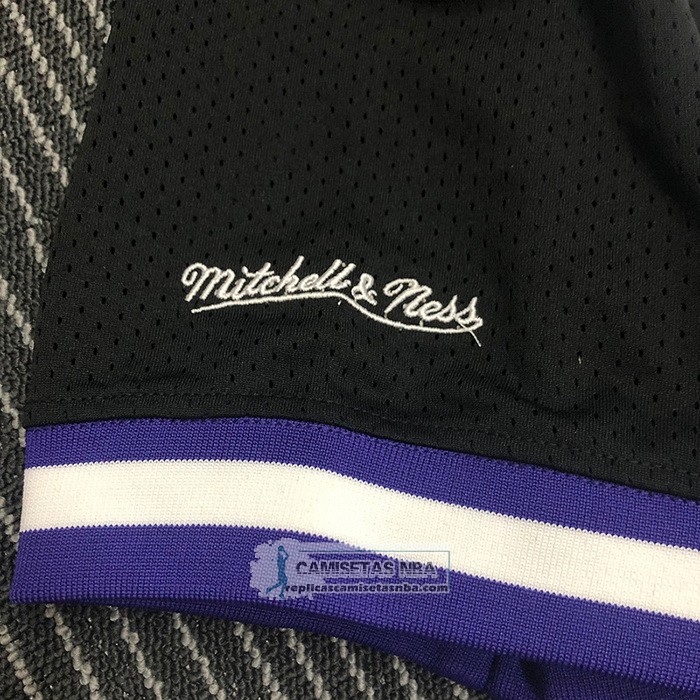 Mitchell & Ness
CAMISETAS NBA
replicascamisetasnba.com